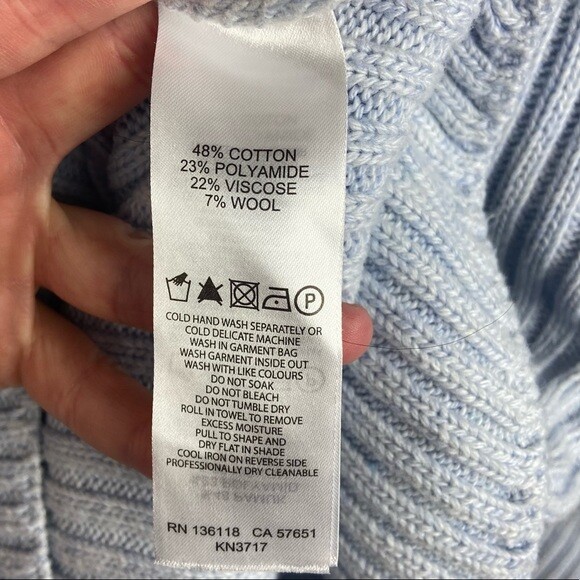 48% COTTON
23% POLYAMIDE
22% VISCOSE
7% WOOL
P
COLD HAND WASH SEPARATELY OR
COLD DELICATE MACHINE
WASH IN GARMENT BAG
WASH GARMENT INSIDE OUT
WASH WITH LIKE COLOURS
DO NOT SOAK
DO NOT BLEACH
DO NOT TUMBLE DRY
ROLL IN TOWEL TO REMOVE
EXCESS MOISTURE
PULL TO SHAPE AND
DRY FLAT IN SHADE
COOL IRON ON REVERSE SIDE
PROFESSIONALLY DRY CLEANABLE
RN 136118 CA 57651
KN3717